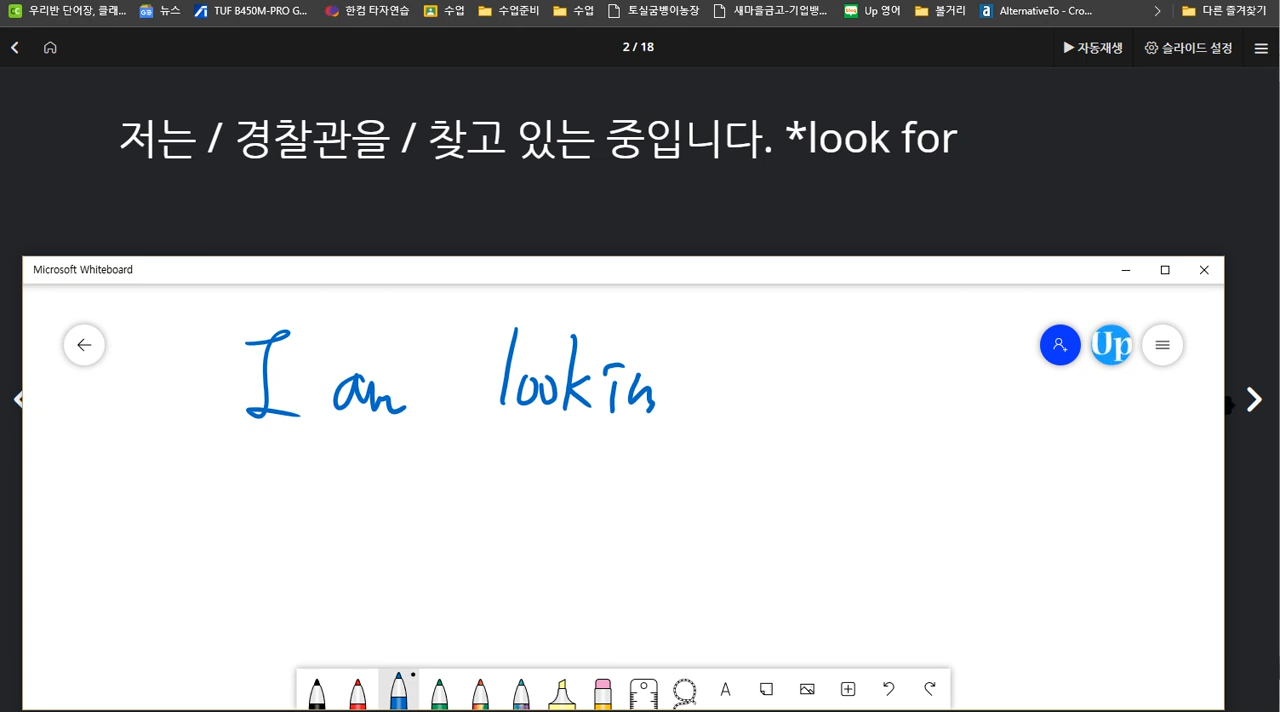 우리반 단어장, 클래... 뉴스 TUF B450M-PRO G... 한컴 타자연습 수업 수업준비 수업 토실굼벵이농장 새마을금고-기업뱅... Up 영어 볼거리 AlternativeTo - Cro... 다른 즐겨찾기
2 / 18 자동재생 슬라이드 설정
저는 / 경찰관을 / 찾고 있는 중입니다. *look for
Microsoft Whiteboard
Up
I am lookin
A